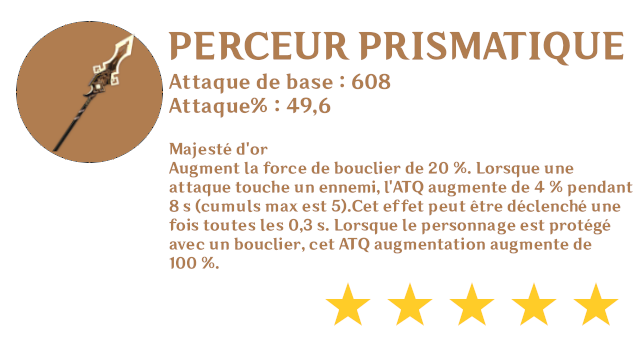 PERCEUR PRISMATIQUE
Attaque de base : 608
Attaque% : 49,6
Majesté d'or
Augment la force de bouclier de 20 %. Lorsque une
attaque touche un ennemi, l'ATQ augmente de 4 % pendant
8 s (cumuls max est 5).Cet effet peut être déclenché une
fois toutes les 0,3 s. Lorsque le personnage est protégé
avec un bouclier, cet ATQ augmentation augmente de
100 %.